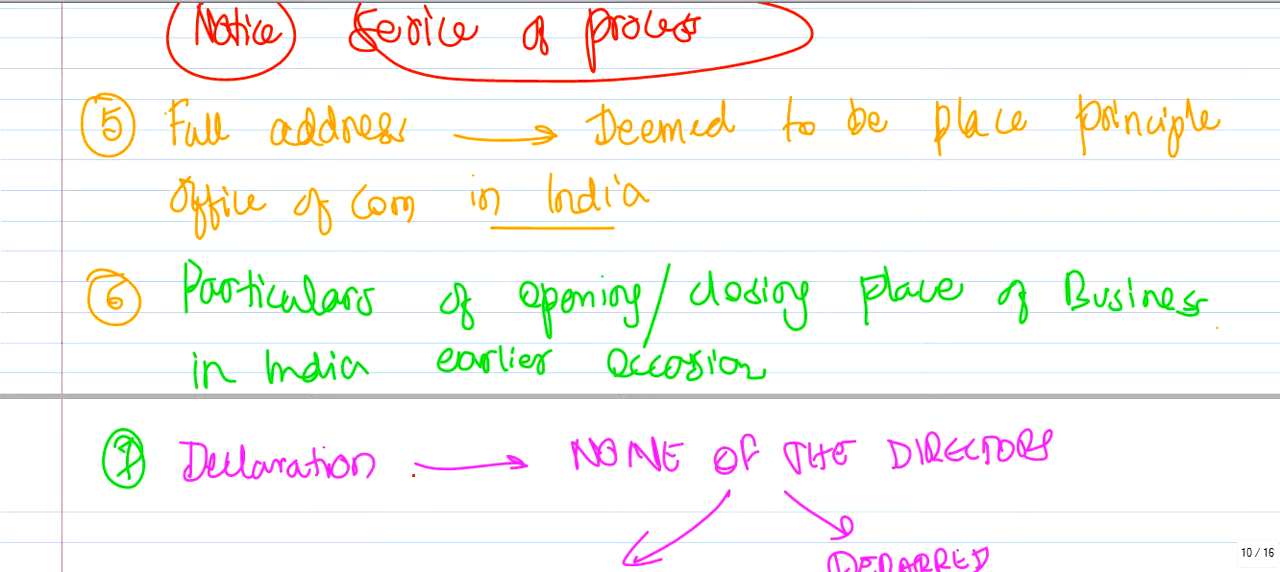 Notice Service of process
5 Full address → Deemed to be place principle
office of Com in India
6 Particulars of opening/closing place of Business
in India earlier occasion
7 Declaration → NONE OF THE DIRECTORS
DEBARRED
10 / 16